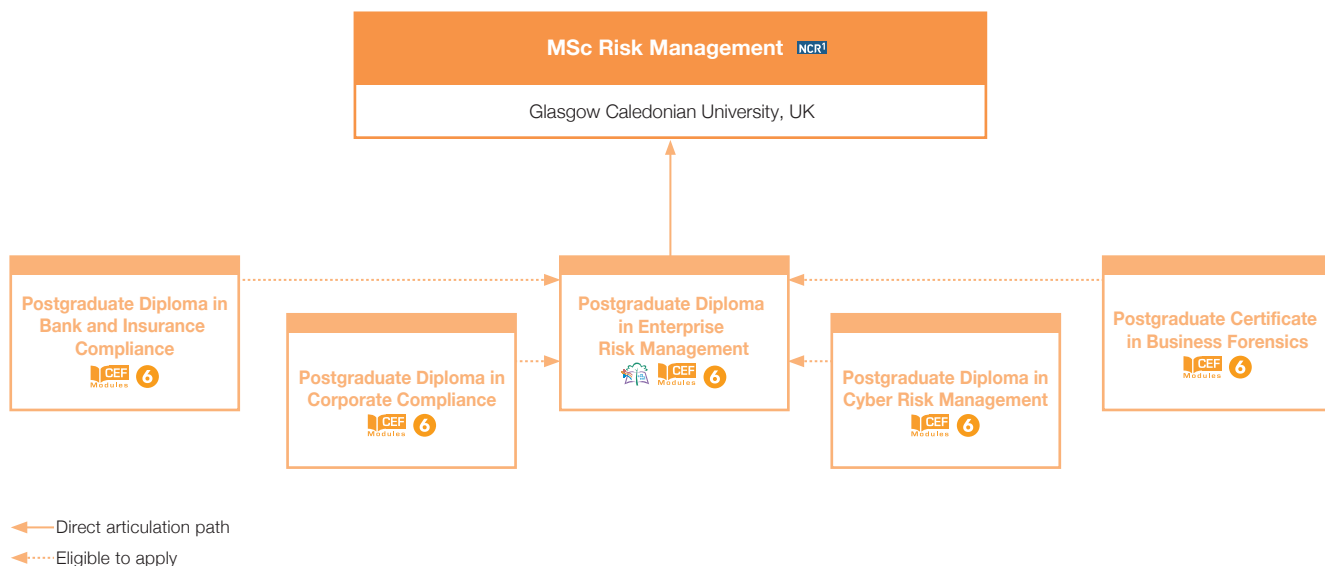 MSc Risk Management NCR1
Glasgow Caledonian University, UK
Postgraduate Diploma in
Bank and Insurance
Compliance
CEF
Modules 6
Postgraduate Diploma in
Corporate Compliance
CEF
Modules 6
Postgraduate Diploma
in Enterprise
Risk Management
CEF
Modules 6
Postgraduate Diploma in
Cyber Risk Management
CEF
Modules 6
Postgraduate Certificate
in Business Forensics
CEF
Modules 6
Direct articulation path
Eligible to apply